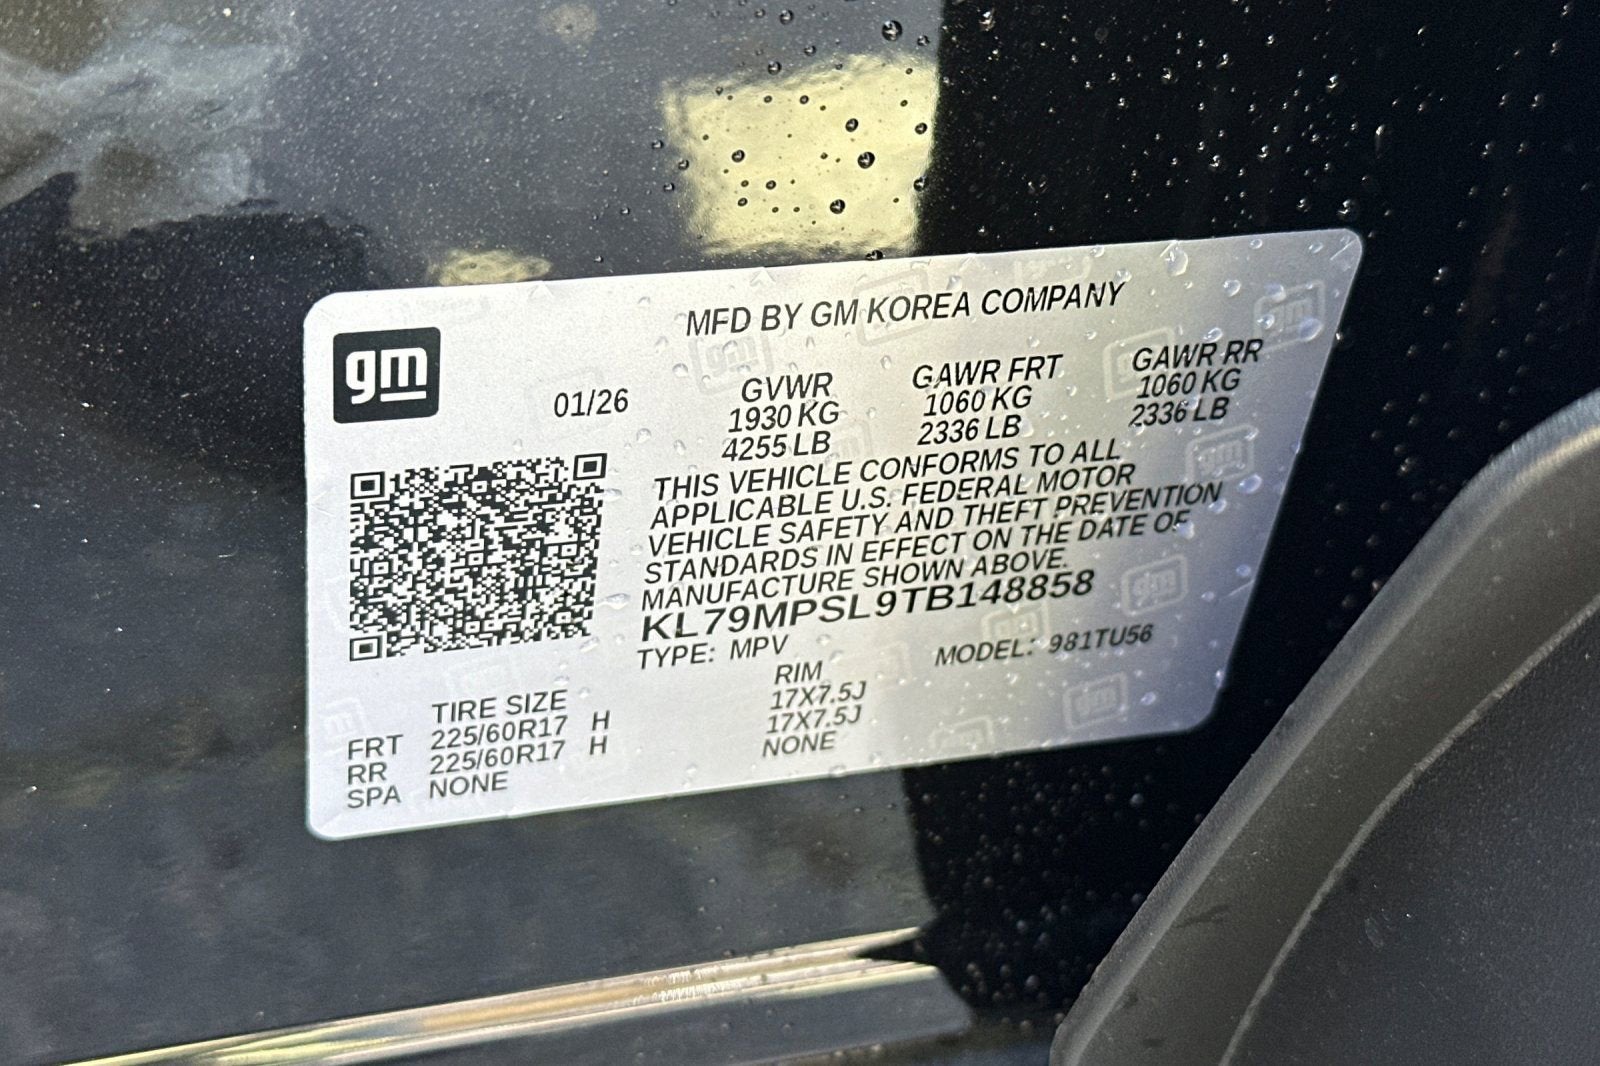 gm
MFD BY GM KOREA COMPANY
01/26 GVWR GAWR FRT GAWR RR
1930 KG 1060 KG 1060 KG
4255 LB 2336 LB 2336 LB
THIS VEHICLE CONFORMS TO ALL
APPLICABLE U.S. FEDERAL MOTOR
VEHICLE SAFETY AND THEFT PREVENTION
STANDARDS IN EFFECT ON THE DATE OF
MANUFACTURE SHOWN ABOVE.
KL79MPSL9TB148858
TYPE: MPV MODEL: 981TU56
TIRE SIZE RIM
FRT 225/60R17 H 17X7.5J
RR 225/60R17 H 17X7.5J
SPA NONE NONE